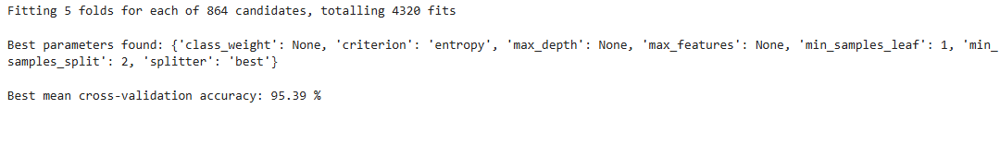 Fitting 5 folds for each of 864 candidates, totalling 4320 fits
Best parameters found: {'class_weight': None, 'criterion': 'entropy', 'max_depth': None, 'max_features': None, 'min_samples_leaf': 1, 'min_
samples_split': 2, 'splitter': 'best'}
Best mean cross-validation accuracy: 95.39 %